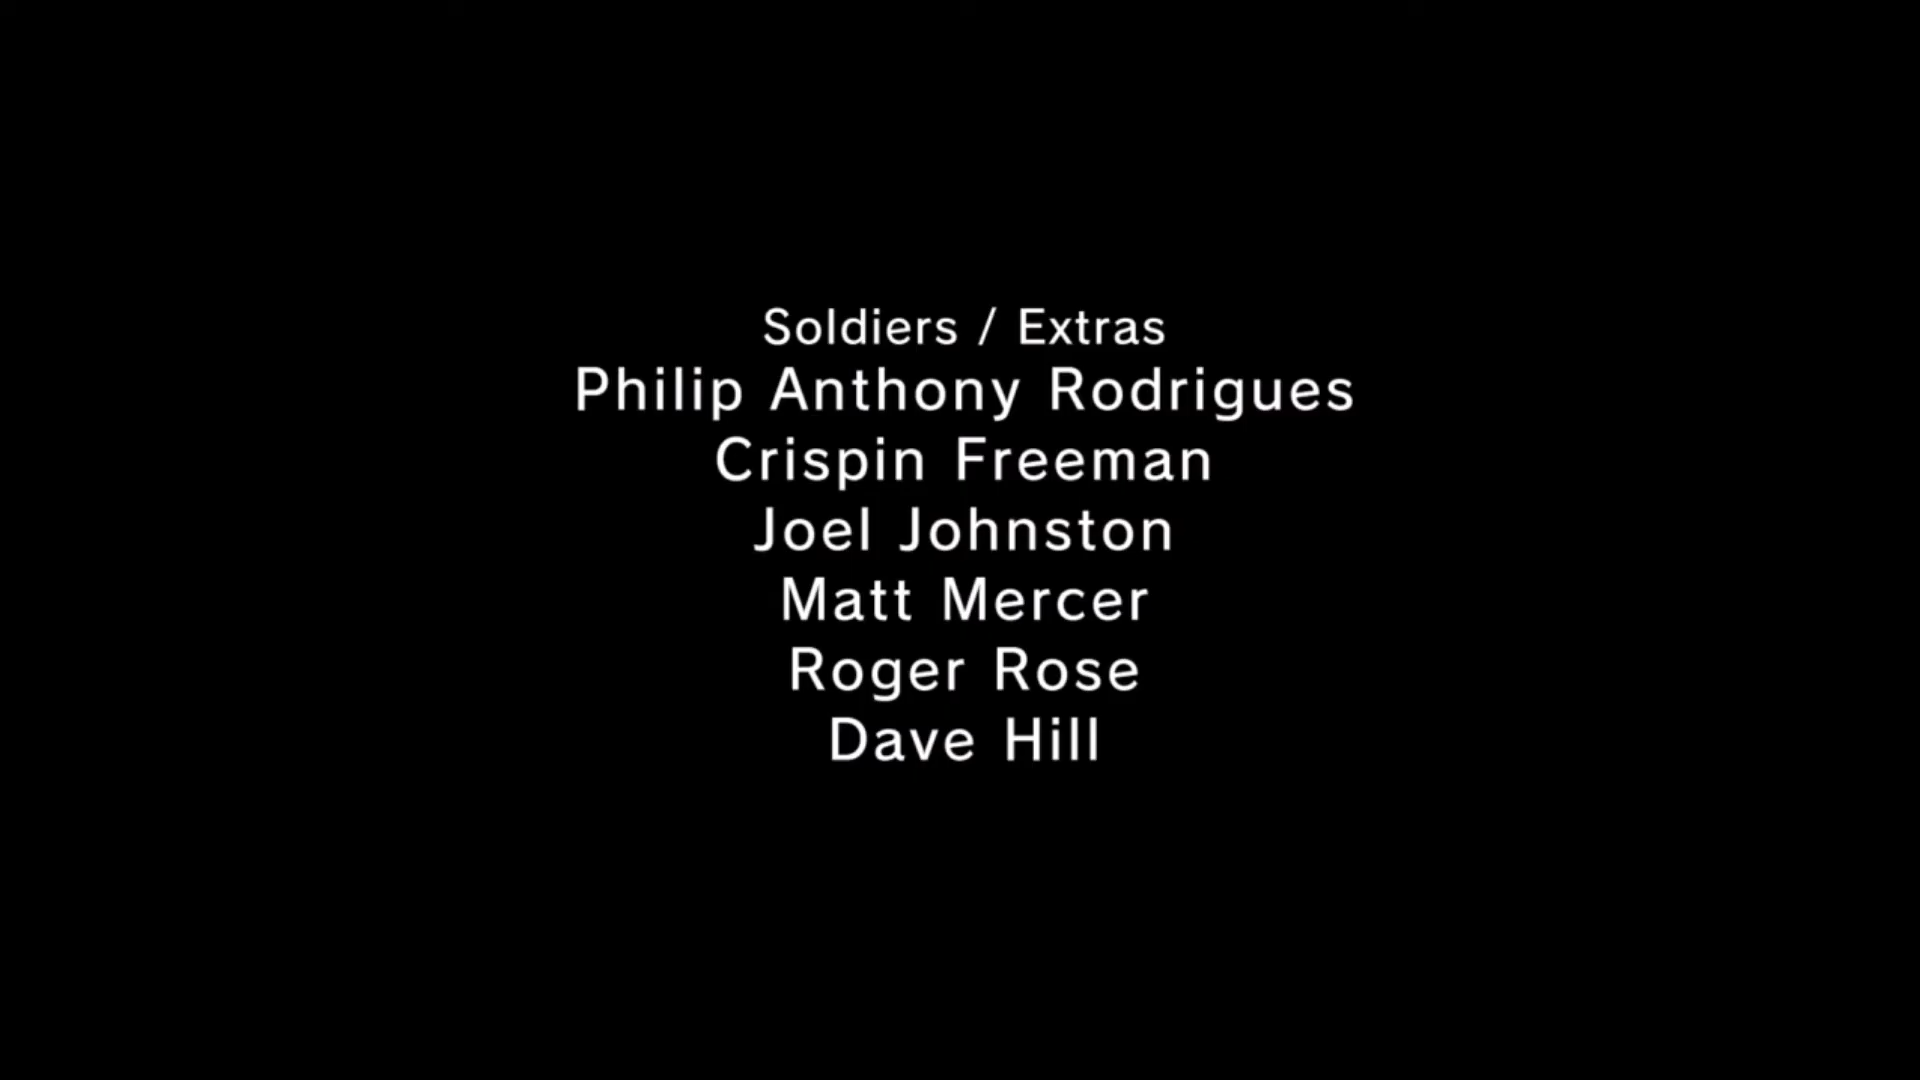 Soldiers / Extras
Philip Anthony Rodrigues
Crispin Freeman
Joel Johnston
Matt Mercer
Roger Rose
Dave Hill